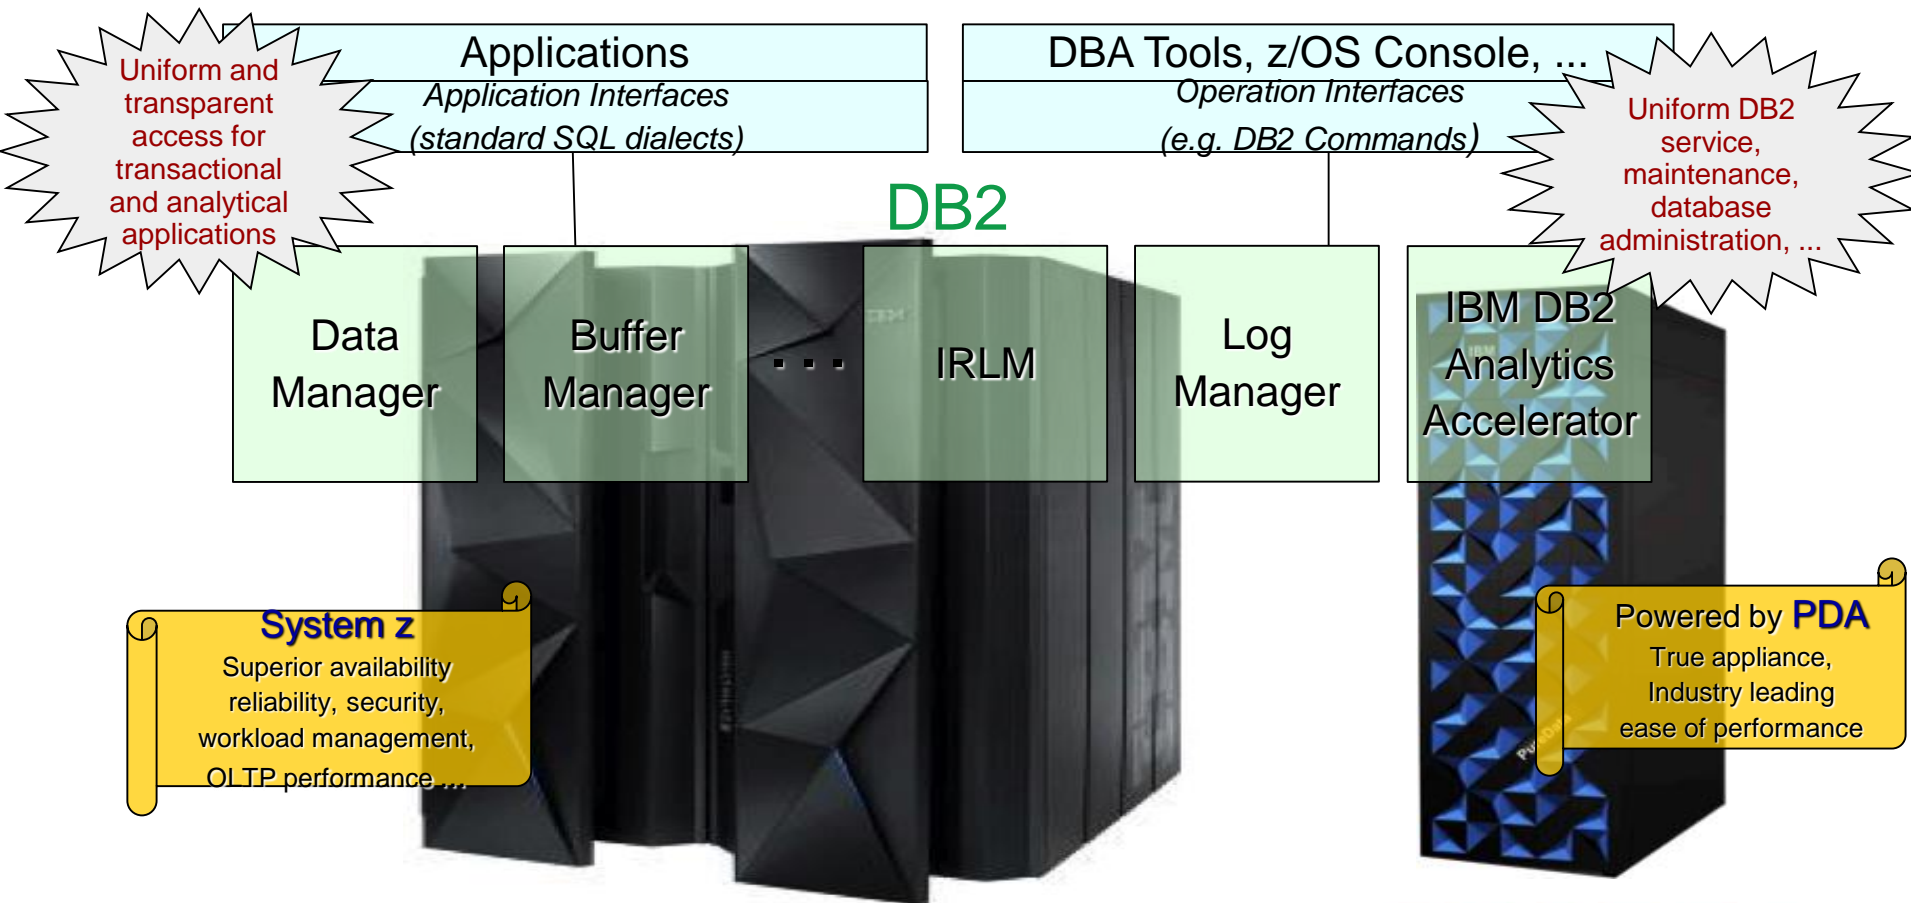 Uniform and
transparent
access for
transactional
and analytical
applications
Applications
Application Interfaces
(standard SQL dialects)
DBA Tools, z/OS Console, ...
Operation Interfaces
(e.g. DB2 Commands)
Uniform DB2
service,
maintenance,
database
administration, ...
DB2
Data
Manager
Buffer
Manager
. . .
IRLM
Log
Manager
IBM DB2
Analytics
Accelerator
IBM
IBM
System z
Superior availability
reliability, security,
workload management,
OLTP performance ...
Powered by PDA
True appliance,
Industry leading
ease of performance
PureData